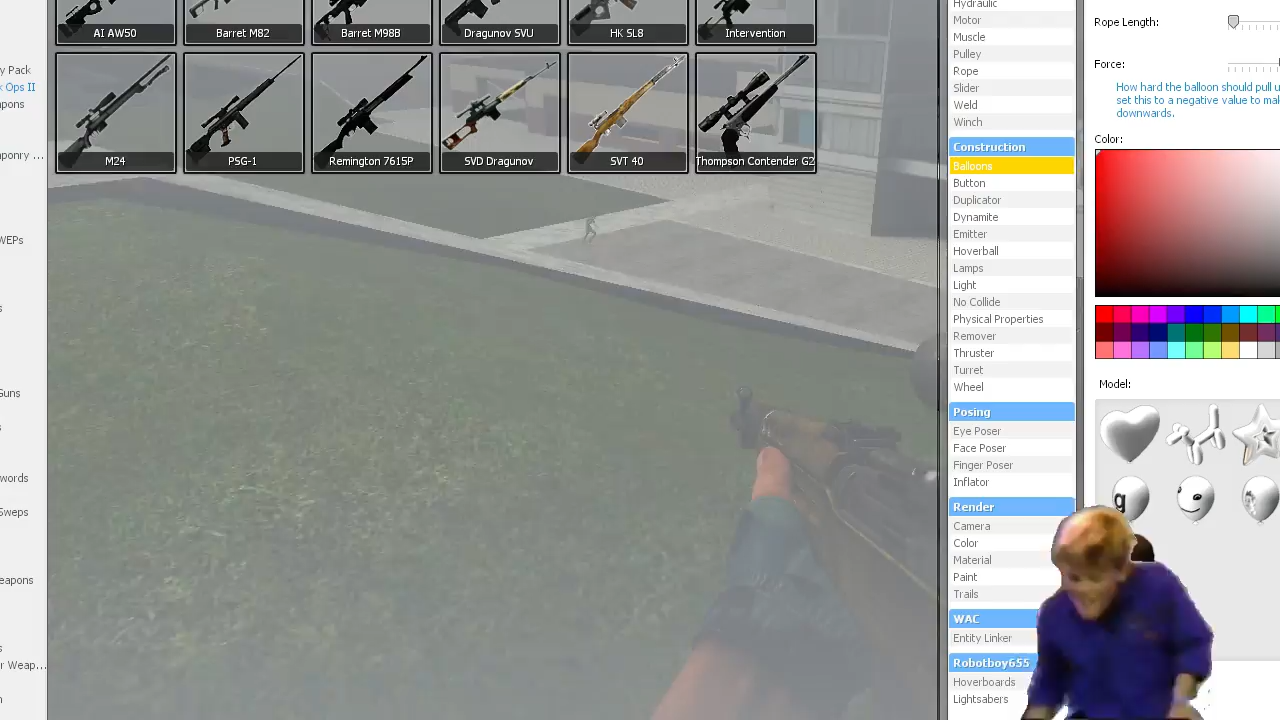 AI AW50
Barret M82
Barret M98B
Dragunov SVU
HK SL8
Intervention
M24
PSG-1
Remington 7615P
SVD Dragunov
SVT 40
Thompson Contender G2
y Pack
k Ops II
apons
aponry ...
WEPs
Guns
words
Sweps
eapons
r Weap...
Hydraulic
Motor
Muscle
Pulley
Rope
Slider
Weld
Winch
Construction
Balloons
Button
Duplicator
Dynamite
Emitter
Hoverball
Lamps
Light
No Collide
Physical Properties
Remover
Thruster
Turret
Wheel
Posing
Eye Poser
Face Poser
Finger Poser
Inflator
Render
Camera
Color
Material
Paint
Trails
WAC
Entity Linker
Robotboy655
Hoverboards
Lightsabers
Rope Length:
Force:
How hard the balloon should pull u
set this to a negative value to ma
downwards.
Color:
Model:
g